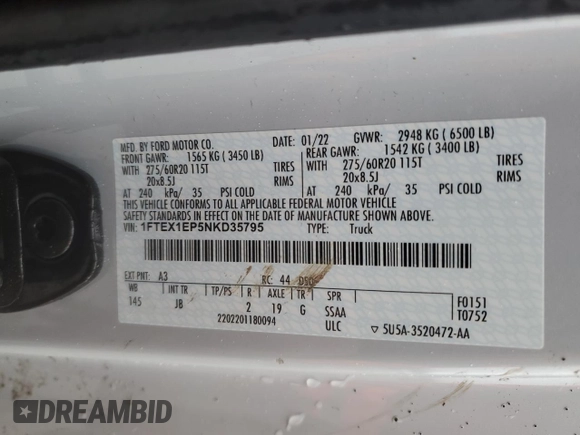 MFD. BY FORD MOTOR CO.
DATE: 01/22 GVWR: 2948 KG (6500 LB)
FRONT GAWR: 1565 KG (3450 LB) REAR GAWR: 1542 KG (3400 LB)
WITH 275/60R20 115T TIRES WITH 275/60R20 115T TIRES
20x8.5J RIMS 20x8.5J RIMS
AT 240 kPa/ 35 PSI COLD AT 240 kPa/ 35 PSI COLD
THIS VEHICLE CONFORMS TO ALL APPLICABLE FEDERAL MOTOR VEHICLE
SAFETY AND THEFT PREVENTION STANDARDS IN EFFECT ON THE
DATE OF MANUFACTURE SHOWN ABOVE.
VIN: 1FTEX1EP5NKD35795 TYPE: Truck
EXT PNT: A3 RC: 44 DSO:
WB INT TR TP/PS R AXLE TR SPR
145 JB 2 19 G SSAA
2202201180094 ULC
F0151
T0752
5U5A-3520472-AA
DREAMBID